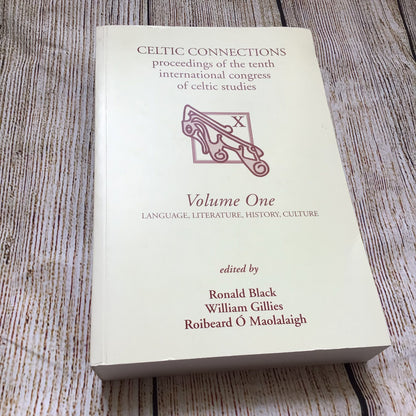 CELTIC CONNECTIONS
proceedings of the tenth
international congress
of celtic studies
X
Volume One
LANGUAGE, LITERATURE, HISTORY, CULTURE
edited by
Ronald Black
William Gillies
Roibeard Ó Maolalaigh